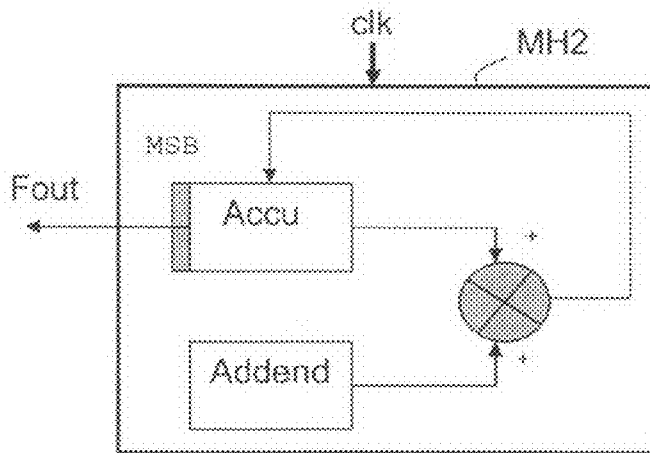 clk
MH2
MSB
Fout
Accu
+
Addend
+